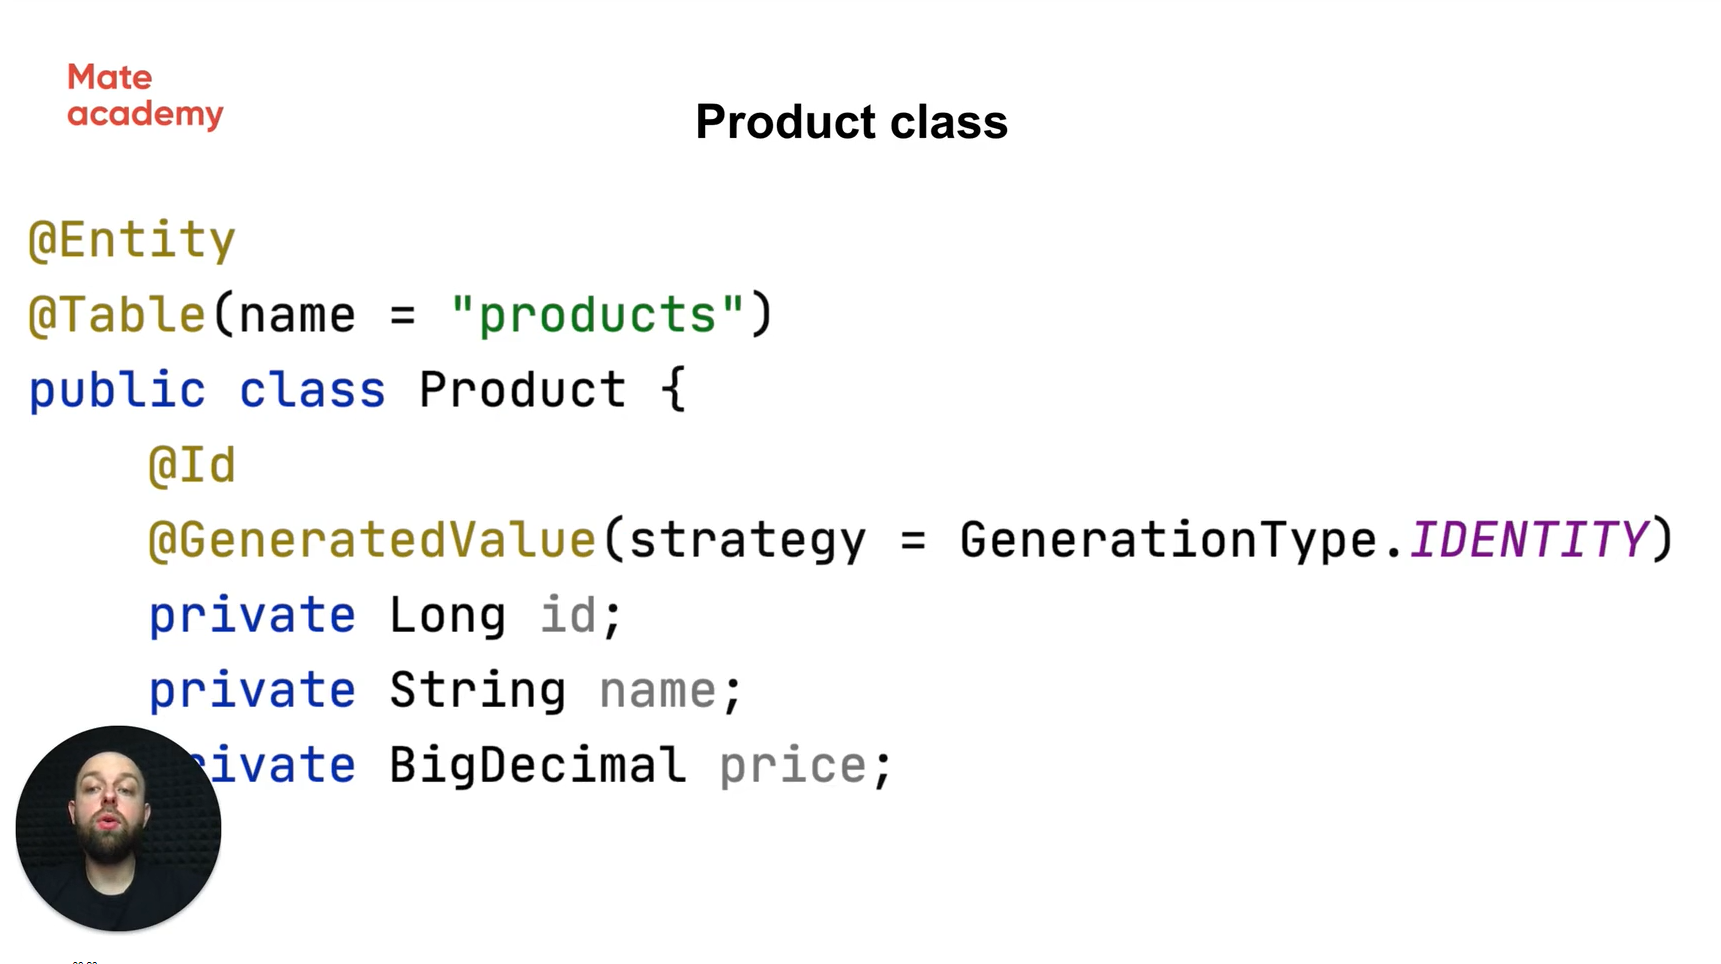 Mate
academy
Product class
@Entity
@Table(name = "products")
public class Product {
@Id
@GeneratedValue(strategy = GenerationType.IDENTITY)
private Long id;
private String name;
ivate BigDecimal price;